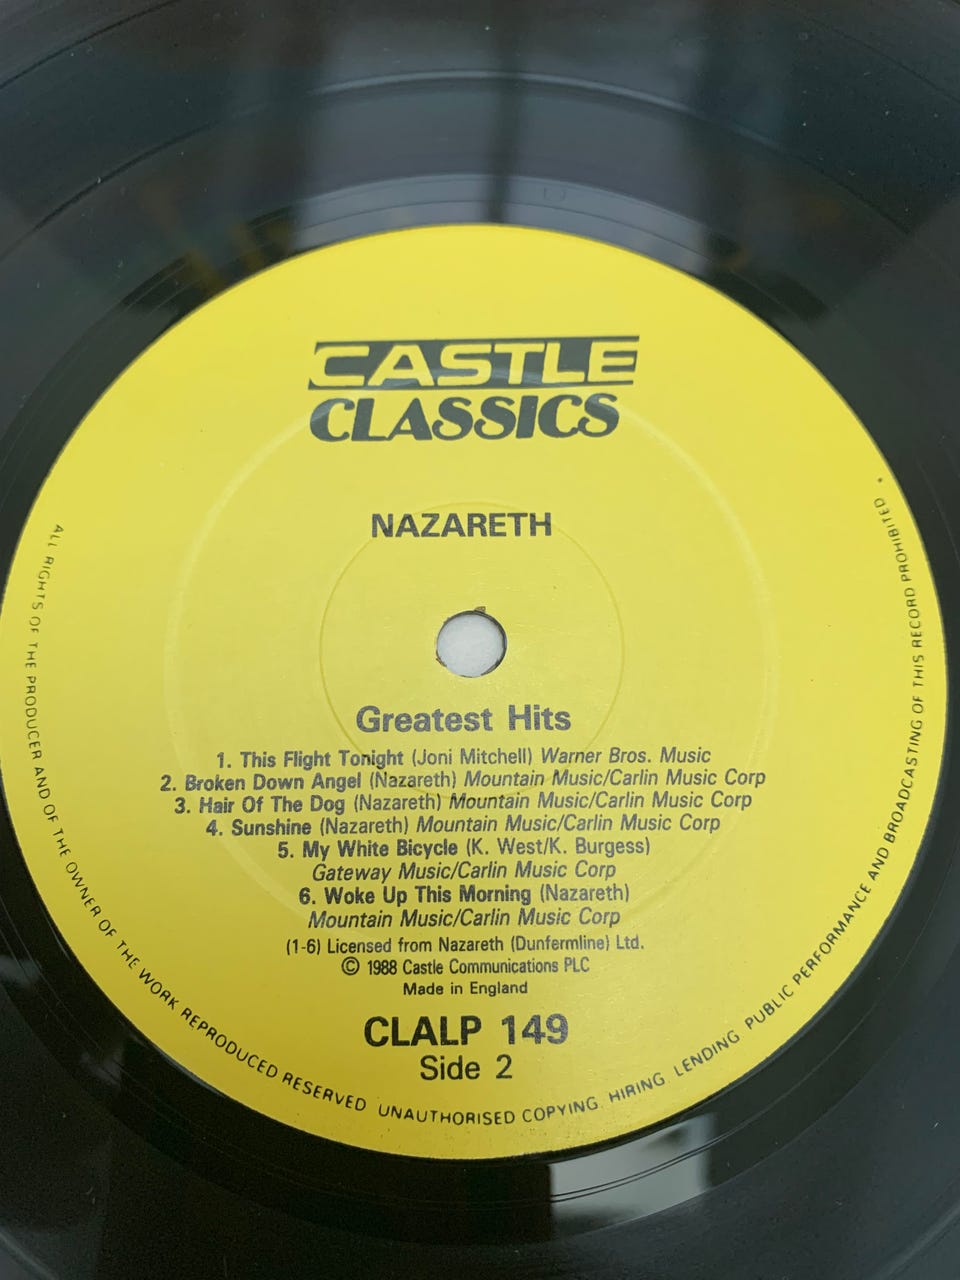 CASTLE
CLASSICS
NAZARETH
Greatest Hits
1. This Flight Tonight (Joni Mitchell) Warner Bros. Music
2. Broken Down Angel (Nazareth) Mountain Music/Carlin Music Corp
3. Hair Of The Dog (Nazareth) Mountain Music/Carlin Music Corp
4. Sunshine (Nazareth) Mountain Music/Carlin Music Corp
5. My White Bicycle (K. West/K. Burgess)
Gateway Music/Carlin Music Corp
6. Woke Up This Morning (Nazareth)
Mountain Music/Carlin Music Corp
(1-6) Licensed from Nazareth (Dunfermline) Ltd.
© 1988 Castle Communications PLC
Made in England
CLALP 149
Side 2
ALL RIGHTS OF THE PRODUCER AND OF THE OWNER OF THE WORK REPRODUCED RESERVED UNAUTHORISED COPYING. HIRING LENDING PUBLIC PERFORMANCE AND BROADCASTING OF THIS RECORD PROHIBITED .